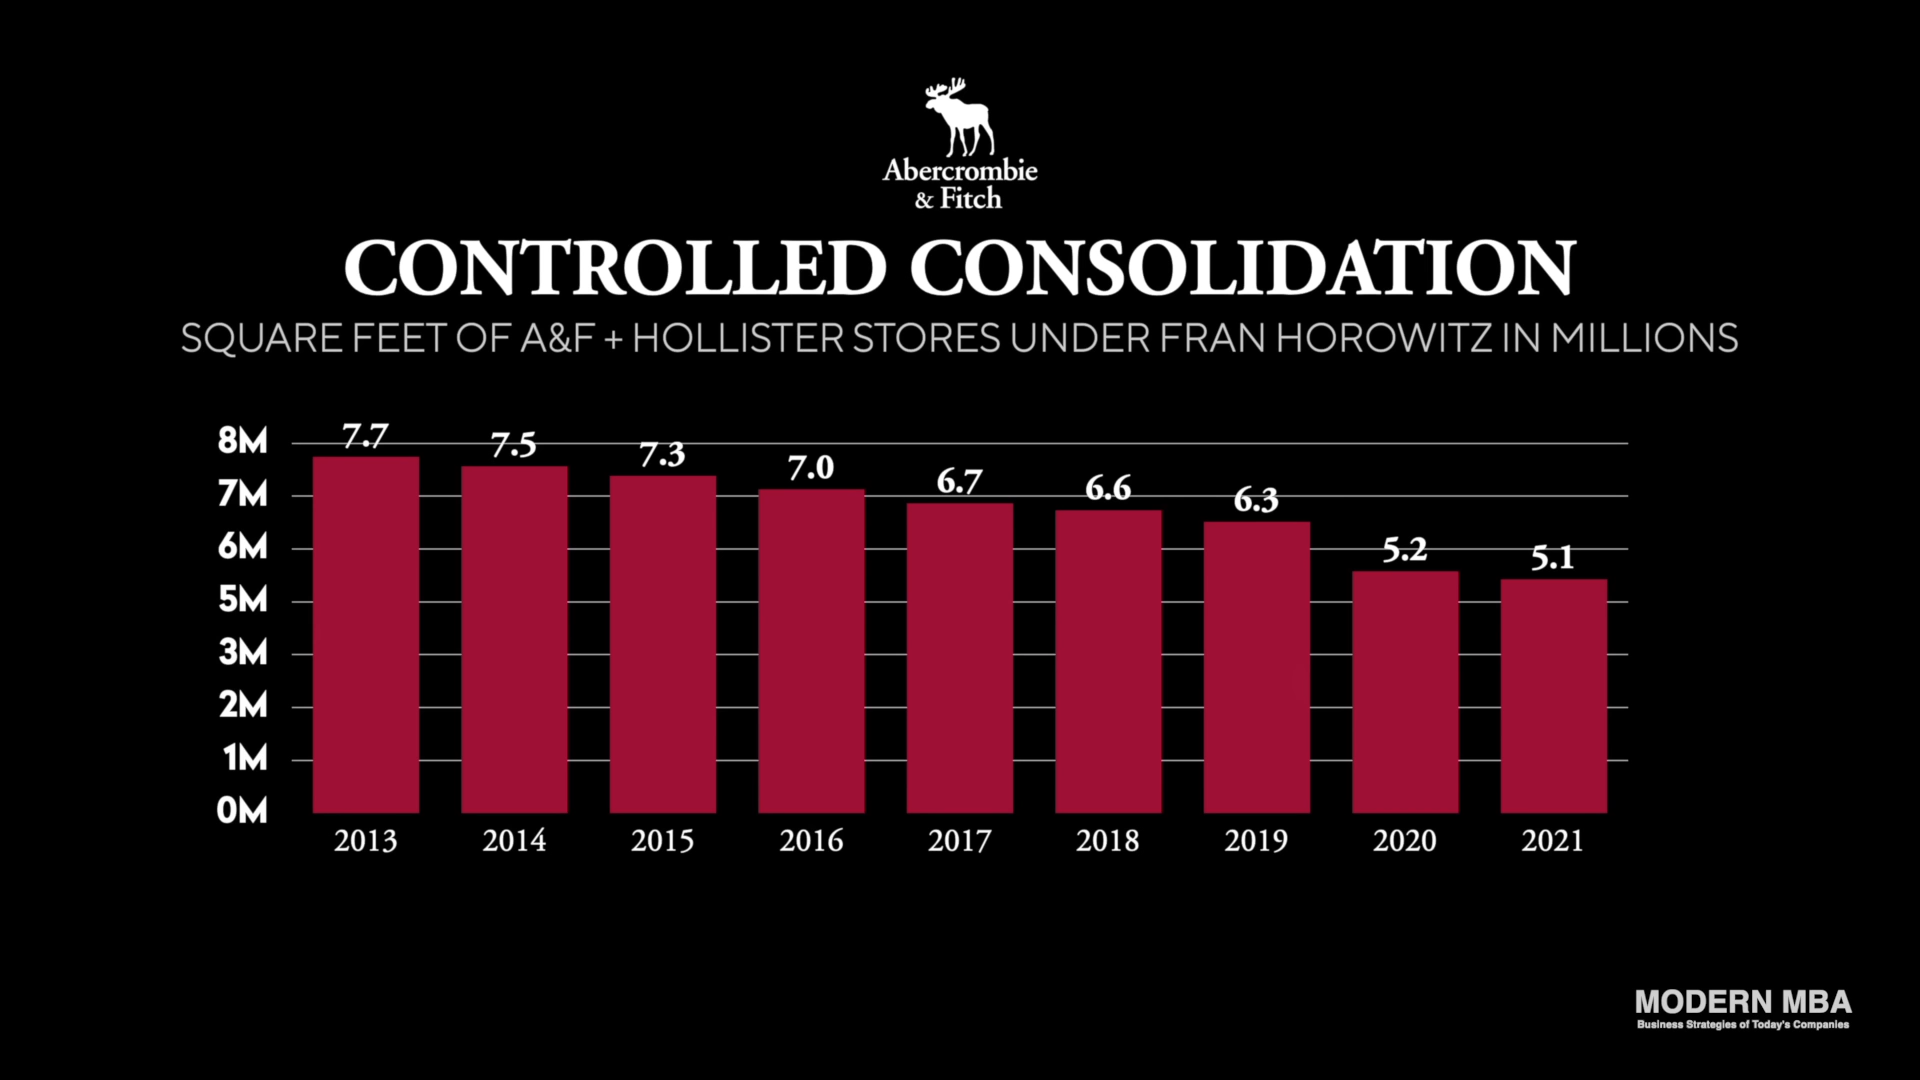 Abercrombie
& Fitch
CONTROLLED CONSOLIDATION
SQUARE FEET OF A&F + HOLLISTER STORES UNDER FRAN HOROWITZ IN MILLIONS
8M
7M
6M
5M
3M
2M
1M
0M
7.7
7.5
7.3
7.0
6.7
6.6
6.3
5.2
5.1
2013 2014 2015 2016 2017 2018 2019 2020 2021
MODERN MBA
Business Strategies of Today's Companies